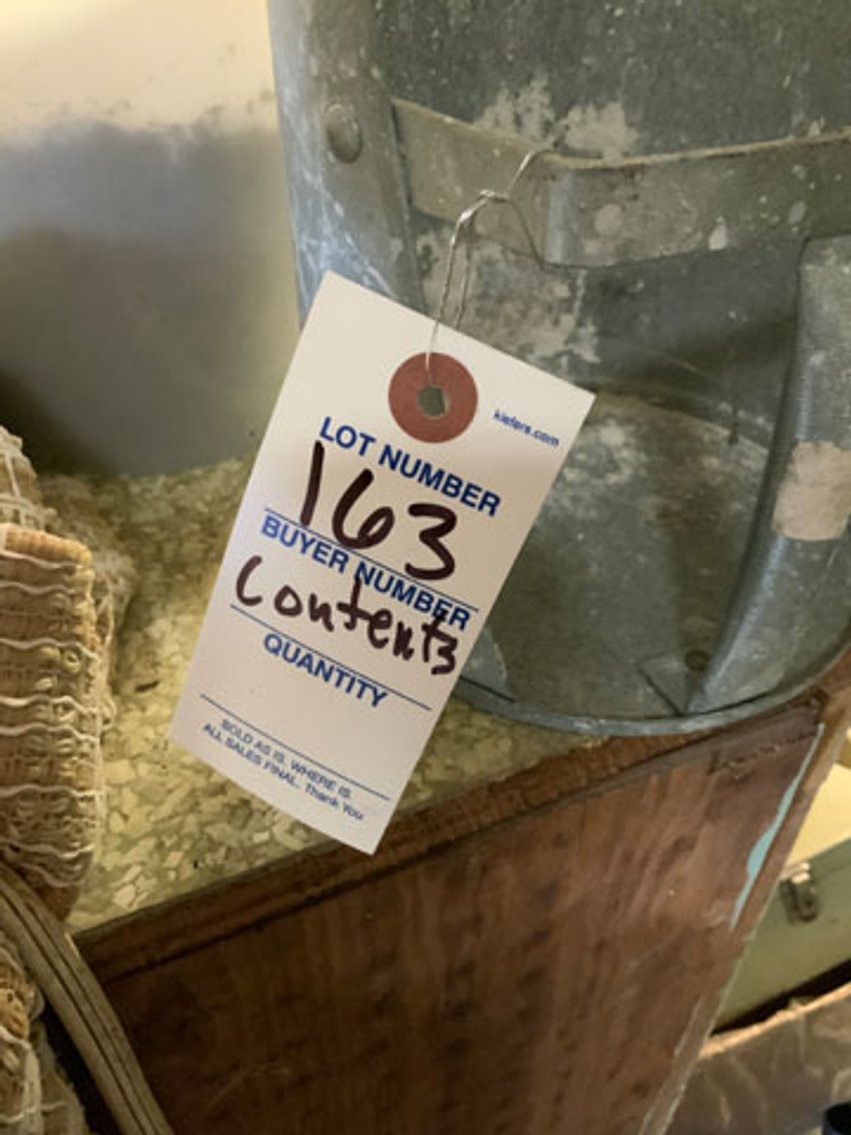 kiefers.com
LOT NUMBER
163
BUYER NUMBER
Contents
QUANTITY
SOLD AS IS, WHERE IS.
ALL SALES FINAL. Thank You